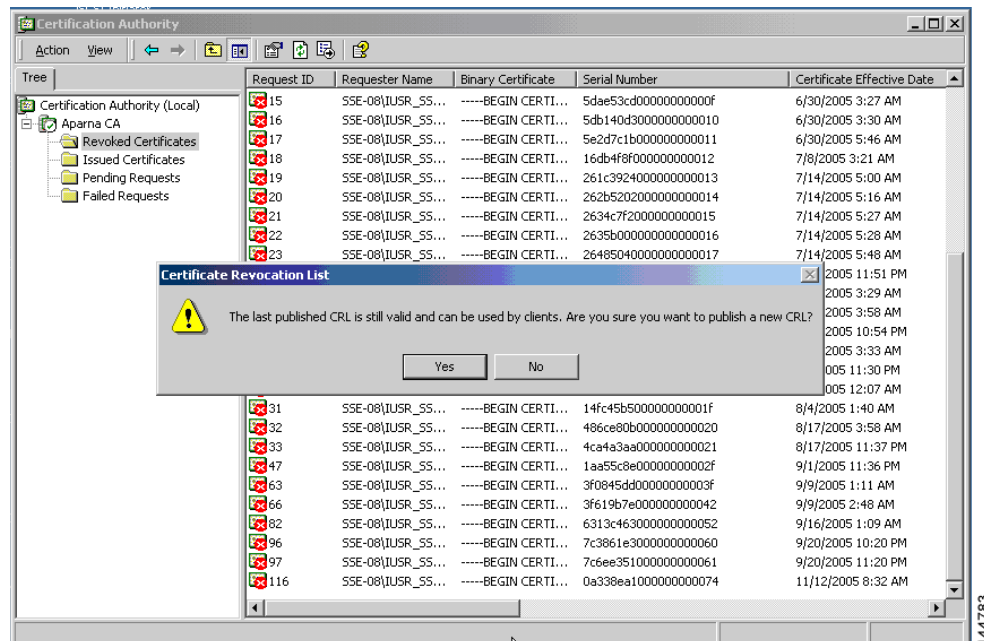 Certification Authority
Action View
Tree
Request ID Requester Name Binary Certificate Serial Number Certificate Effective Date
Certification Authority (Local)
Aparna CA
Revoked Certificates
Issued Certificates
Pending Requests
Failed Requests
15 SSE-08\IUSR_SS... -----BEGIN CERTI... 5dae53cd00000000000f 6/30/2005 3:27 AM
16 SSE-08\IUSR_SS... -----BEGIN CERTI... 5db140d3000000000010 6/30/2005 3:30 AM
17 SSE-08\IUSR_SS... -----BEGIN CERTI... 5e2d7c1b000000000011 6/30/2005 5:46 AM
18 SSE-08\IUSR_SS... -----BEGIN CERTI... 16db4f8f000000000012 7/8/2005 3:21 AM
19 SSE-08\IUSR_SS... -----BEGIN CERTI... 261c3924000000000013 7/14/2005 5:00 AM
20 SSE-08\IUSR_SS... -----BEGIN CERTI... 262b5202000000000014 7/14/2005 5:16 AM
21 SSE-08\IUSR_SS... -----BEGIN CERTI... 2634c7f2000000000015 7/14/2005 5:27 AM
22 SSE-08\IUSR_SS... -----BEGIN CERTI... 2635b000000000000016 7/14/2005 5:28 AM
23 SSE-08\IUSR_SS... -----BEGIN CERTI... 26485040000000000017 7/14/2005 5:48 AM
2005 11:51 PM
2005 3:29 AM
2005 3:58 AM
2005 10:54 PM
2005 3:33 AM
005 11:30 PM
005 12:07 AM
Certificate Revocation List
The last published CRL is still valid and can be used by clients. Are you sure you want to publish a new CRL?
Yes No
31 SSE-08\IUSR_SS... -----BEGIN CERTI... 14fc45b500000000001f 8/4/2005 1:40 AM
32 SSE-08\IUSR_SS... -----BEGIN CERTI... 486ce80b000000000020 8/17/2005 3:58 AM
33 SSE-08\IUSR_SS... -----BEGIN CERTI... 4ca4a3aa000000000021 8/17/2005 11:37 PM
47 SSE-08\IUSR_SS... -----BEGIN CERTI... 1aa55c8e00000000002f 9/1/2005 11:36 PM
63 SSE-08\IUSR_SS... -----BEGIN CERTI... 3f0845dd00000000003f 9/9/2005 1:11 AM
66 SSE-08\IUSR_SS... -----BEGIN CERTI... 3f619b7e000000000042 9/9/2005 2:48 AM
82 SSE-08\IUSR_SS... -----BEGIN CERTI... 6313c463000000000052 9/16/2005 1:09 AM
96 SSE-08\IUSR_SS... -----BEGIN CERTI... 7c3861e3000000000060 9/20/2005 10:20 PM
97 SSE-08\IUSR_SS... -----BEGIN CERTI... 7c6ee351000000000061 9/20/2005 11:20 PM
116 SSE-08\IUSR_SS... -----BEGIN CERTI... 0a338ea1000000000074 11/12/2005 8:32 AM
144783